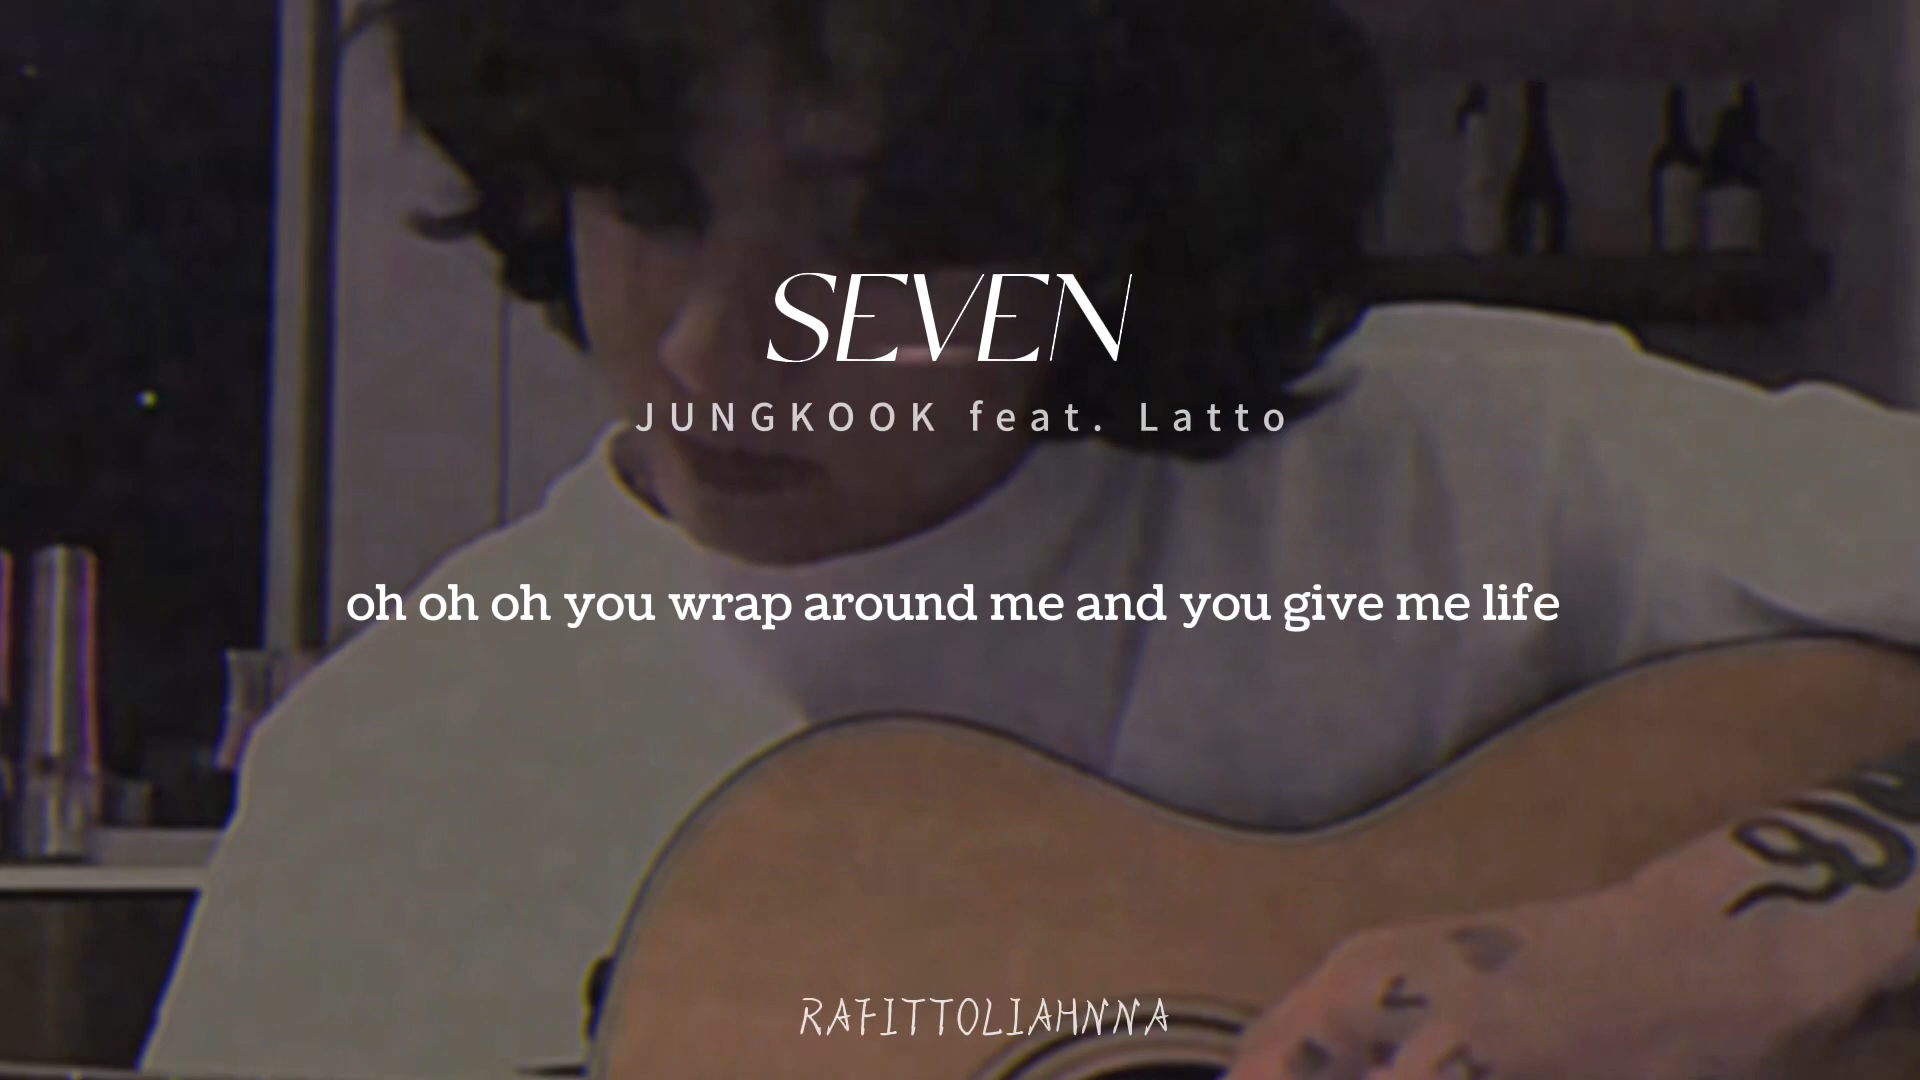 SEVEN
JUNGKOOK feat. Latto
oh oh oh you wrap around me and you give me life
RAFITTOLIAHNNA